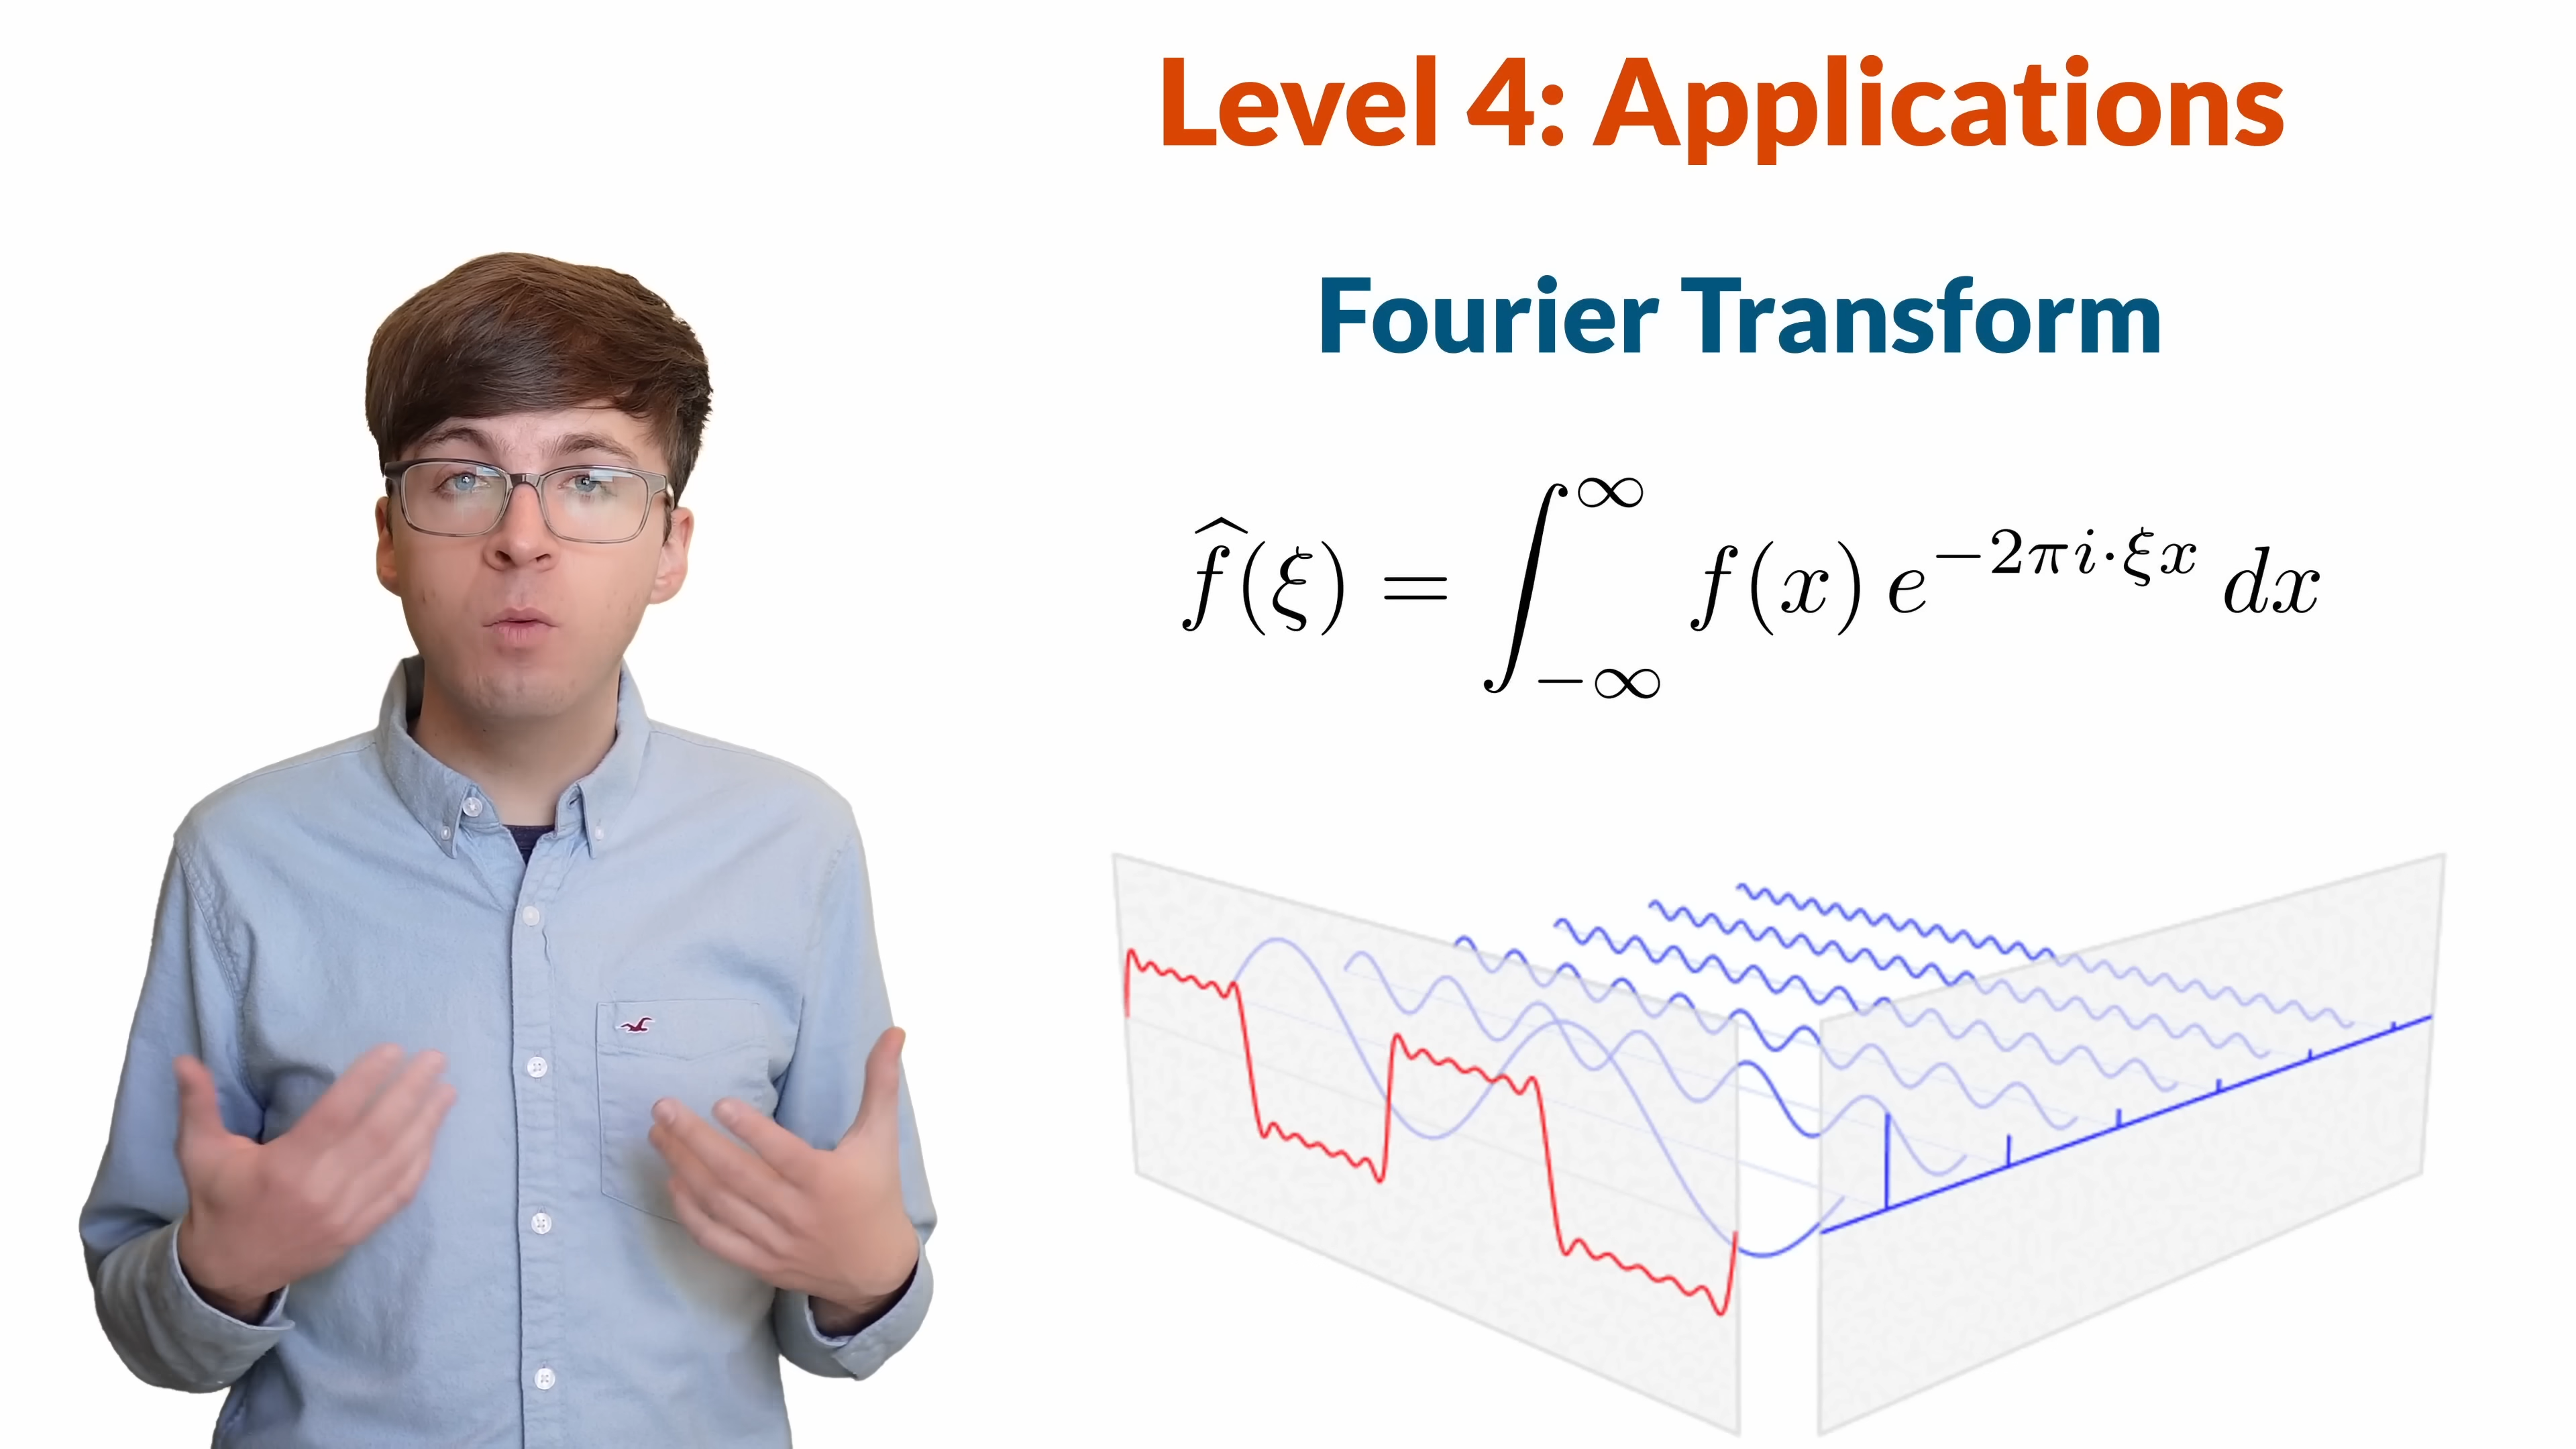 Level 4: Applications
Fourier Transform
f̂(ξ) = ∫_{-∞}^{∞} f(x) e^{-2πi·ξx} dx